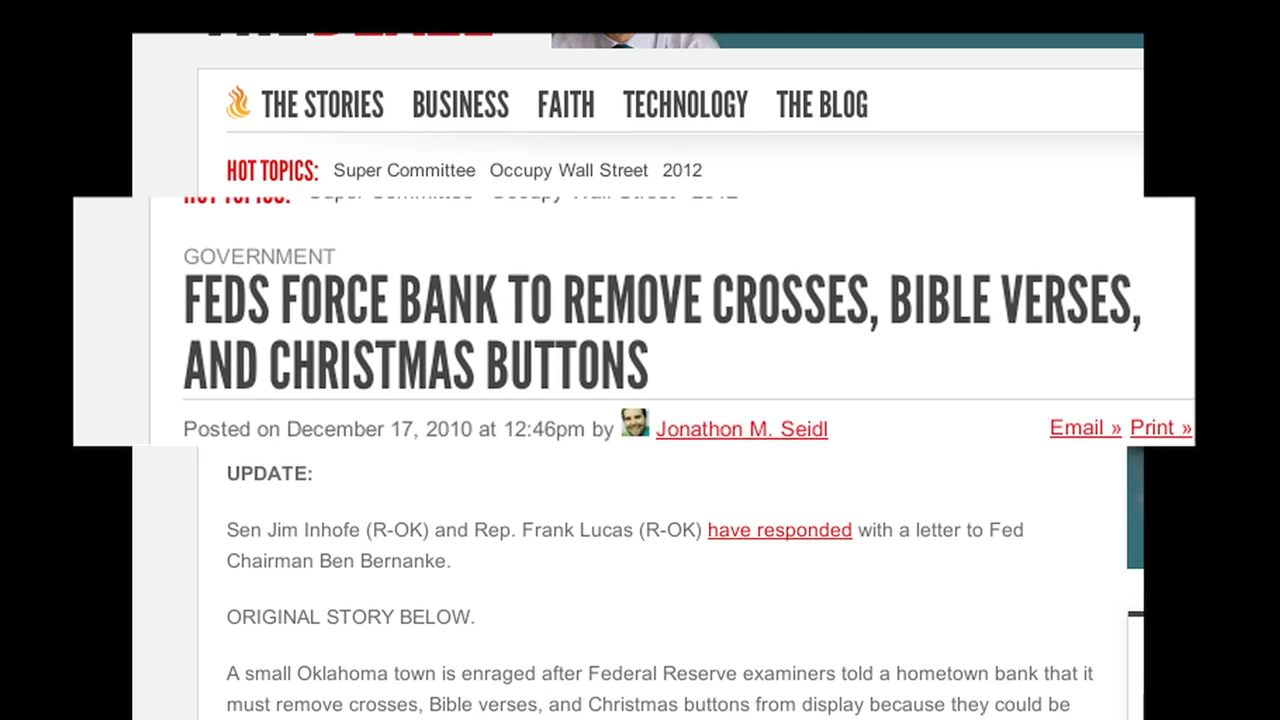 THE STORIES BUSINESS FAITH TECHNOLOGY THE BLOG
HOT TOPICS: Super Committee Occupy Wall Street 2012
GOVERNMENT
FEDS FORCE BANK TO REMOVE CROSSES, BIBLE VERSES,
AND CHRISTMAS BUTTONS
Posted on December 17, 2010 at 12:46pm by Jonathon M. Seidl Email » Print »
UPDATE:
Sen Jim Inhofe (R-OK) and Rep. Frank Lucas (R-OK) have responded with a letter to Fed
Chairman Ben Bernanke.
ORIGINAL STORY BELOW.
A small Oklahoma town is enraged after Federal Reserve examiners told a hometown bank that it
must remove crosses, Bible verses, and Christmas buttons from display because they could be